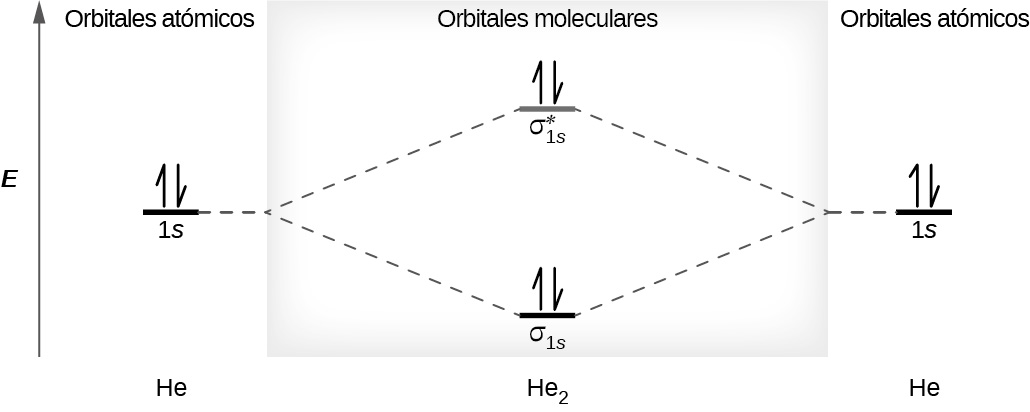 Orbitales atómicos
Orbitales moleculares
Orbitales atómicos
σ*1s
E
1s
1s
σ1s
He
He2
He